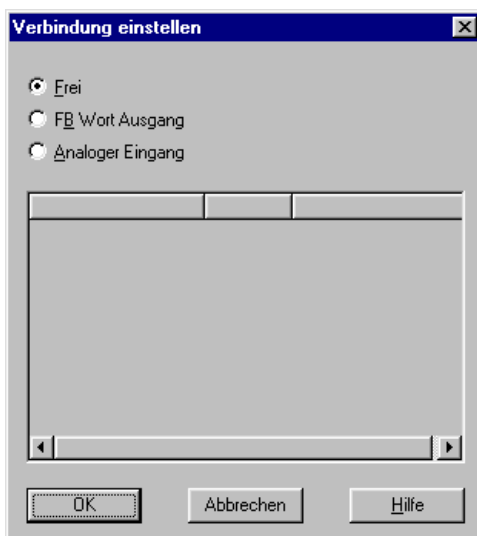 Verbindung einstellen
Frei
FB Wort Ausgang
Analoger Eingang
OK Abbrechen Hilfe